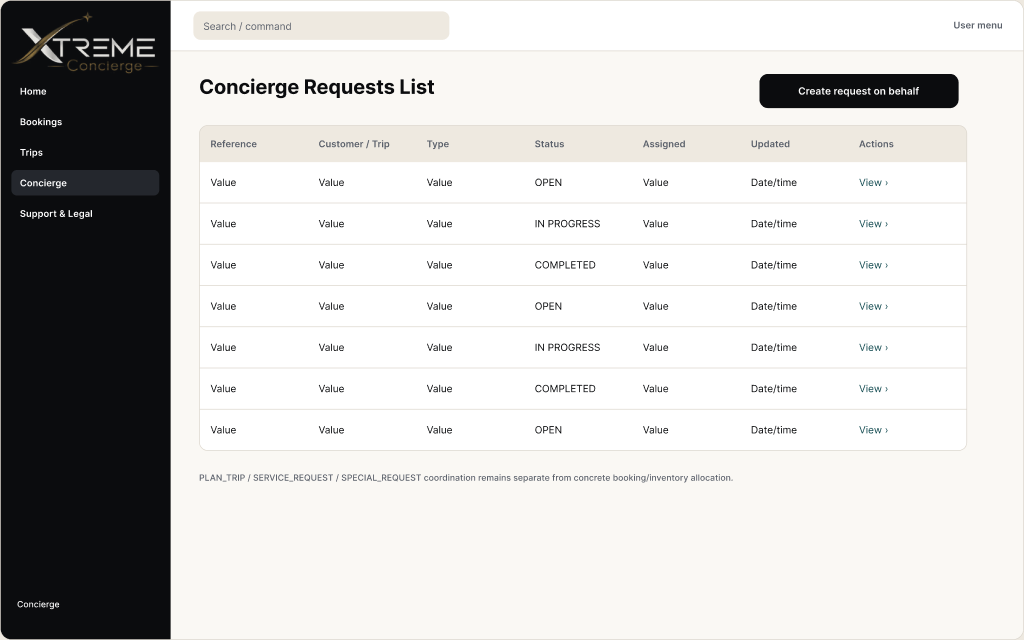 XTREME
Concierge
Search / command
User menu
Home
Bookings
Trips
Concierge
Support & Legal
Concierge
Concierge Requests List
Create request on behalf
Reference Customer / Trip Type Status Assigned Updated Actions
Value Value Value OPEN Value Date/time View ›
Value Value Value IN PROGRESS Value Date/time View ›
Value Value Value COMPLETED Value Date/time View ›
Value Value Value OPEN Value Date/time View ›
Value Value Value IN PROGRESS Value Date/time View ›
Value Value Value COMPLETED Value Date/time View ›
Value Value Value OPEN Value Date/time View ›
PLAN_TRIP / SERVICE_REQUEST / SPECIAL_REQUEST coordination remains separate from concrete booking/inventory allocation.